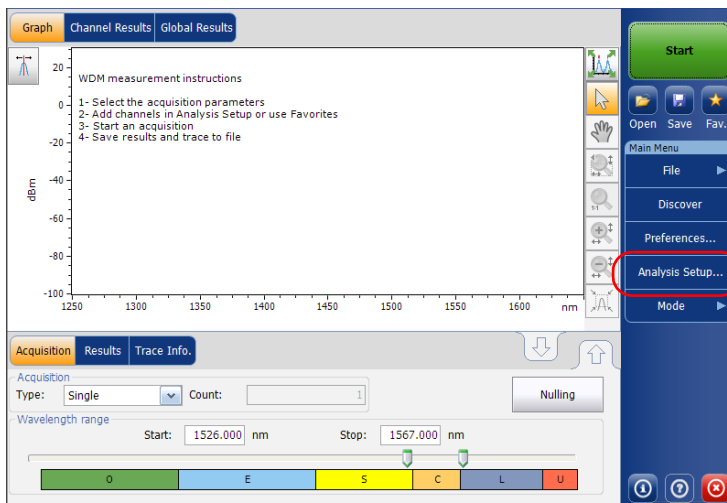 Graph Channel Results Global Results
Start
WDM measurement instructions
1- Select the acquisition parameters
2- Add channels in Analysis Setup or use Favorites
3- Start an acquisition
4- Save results and trace to file
20
0
-20
-40
-60
-80
-100
dBm
1250 1300 1350 1400 1450 1500 1550 1600 nm
1:1
Open Save Fav.
Main Menu
File
Discover
Preferences...
Analysis Setup...
Mode
Acquisition Results Trace Info.
Acquisition
Type: Single Count: 1
Nulling
Wavelength range
Start: 1526.000 nm Stop: 1567.000 nm
O E S C L U